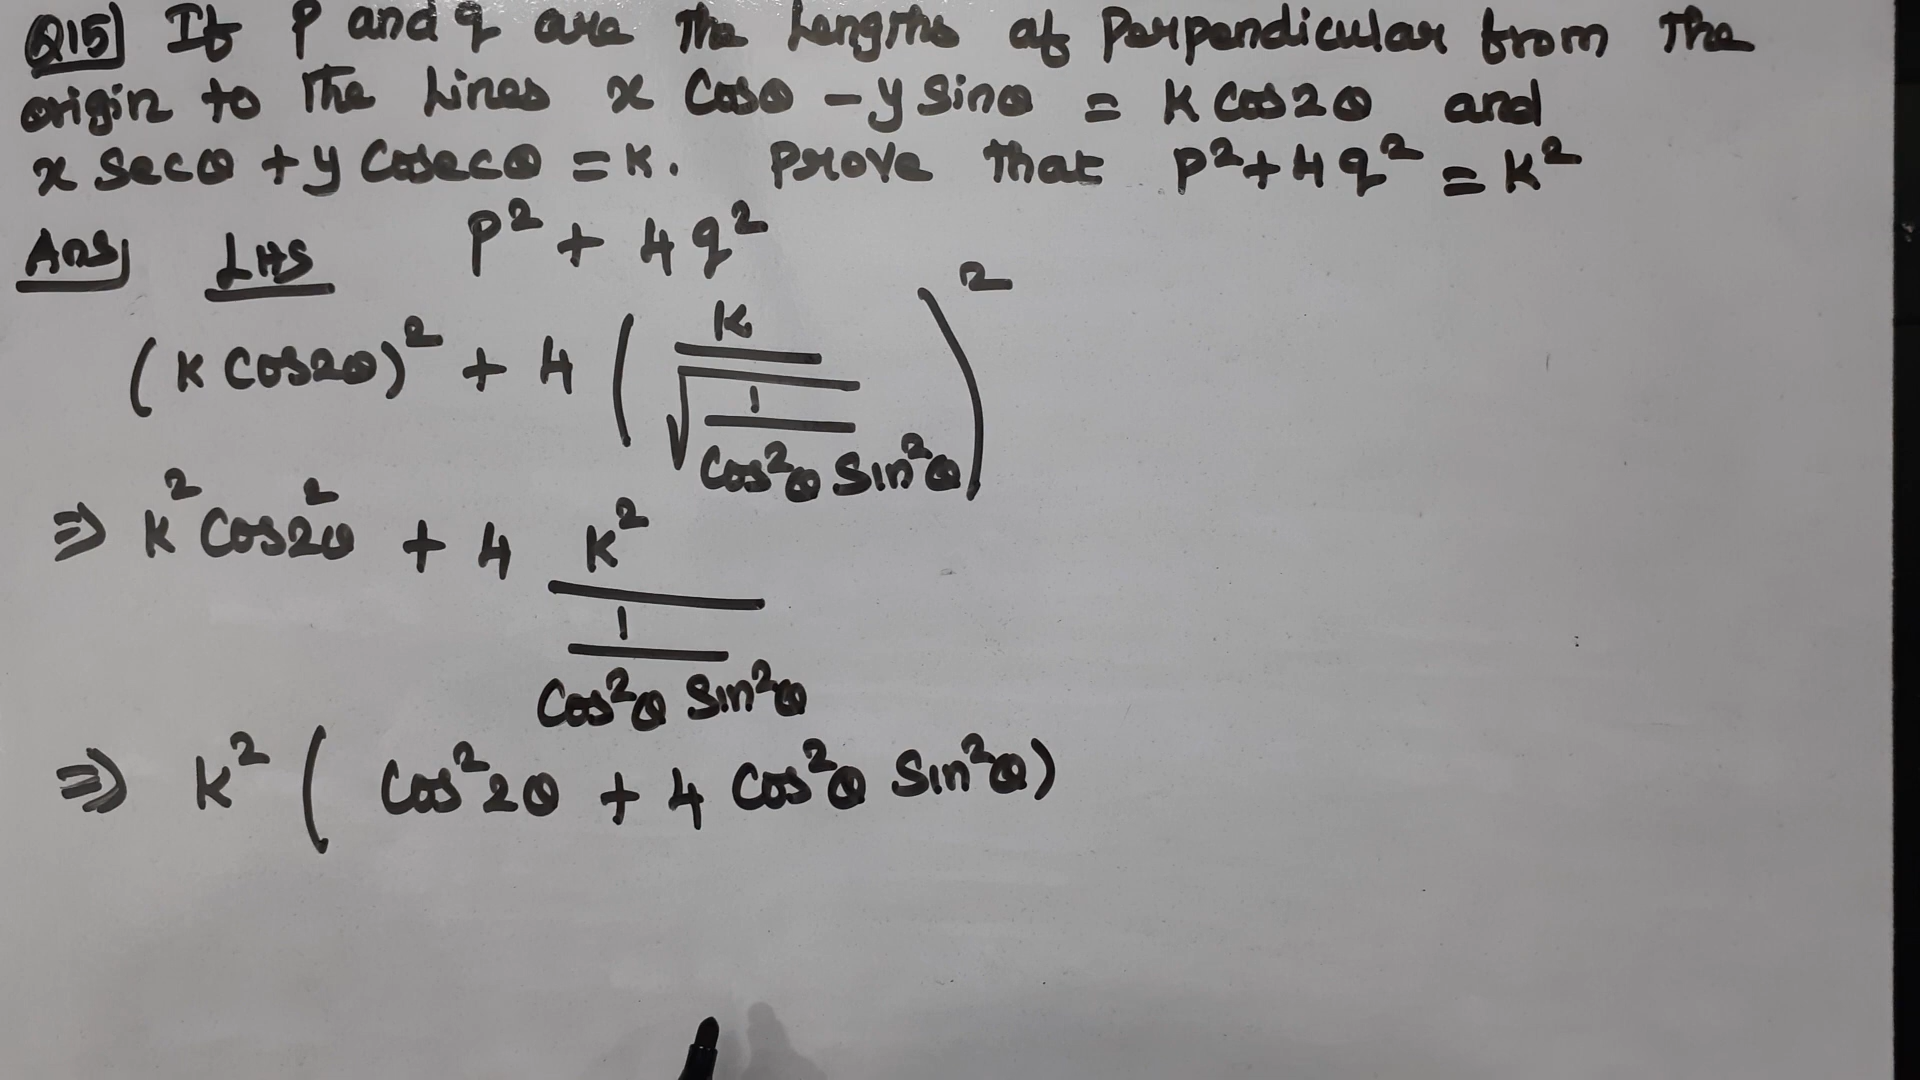 Q15] If P and q are the Lengths of Perpendicular from the
origin to the Lines x Cosθ – y Sinθ = K Cos2θ and
x Secθ + y Cosecθ = K. Prove that P² + 4q² = K²
Ans) LHS P² + 4q²
(K Cos2θ)² + 4 (K / √(1 / Cos²θ Sin²θ))²
⇒ K² Cos2θ² + 4 K² / (1 / Cos²θ Sin²θ)
⇒ K² ( Cos²2θ + 4 Cos²θ Sin²θ)